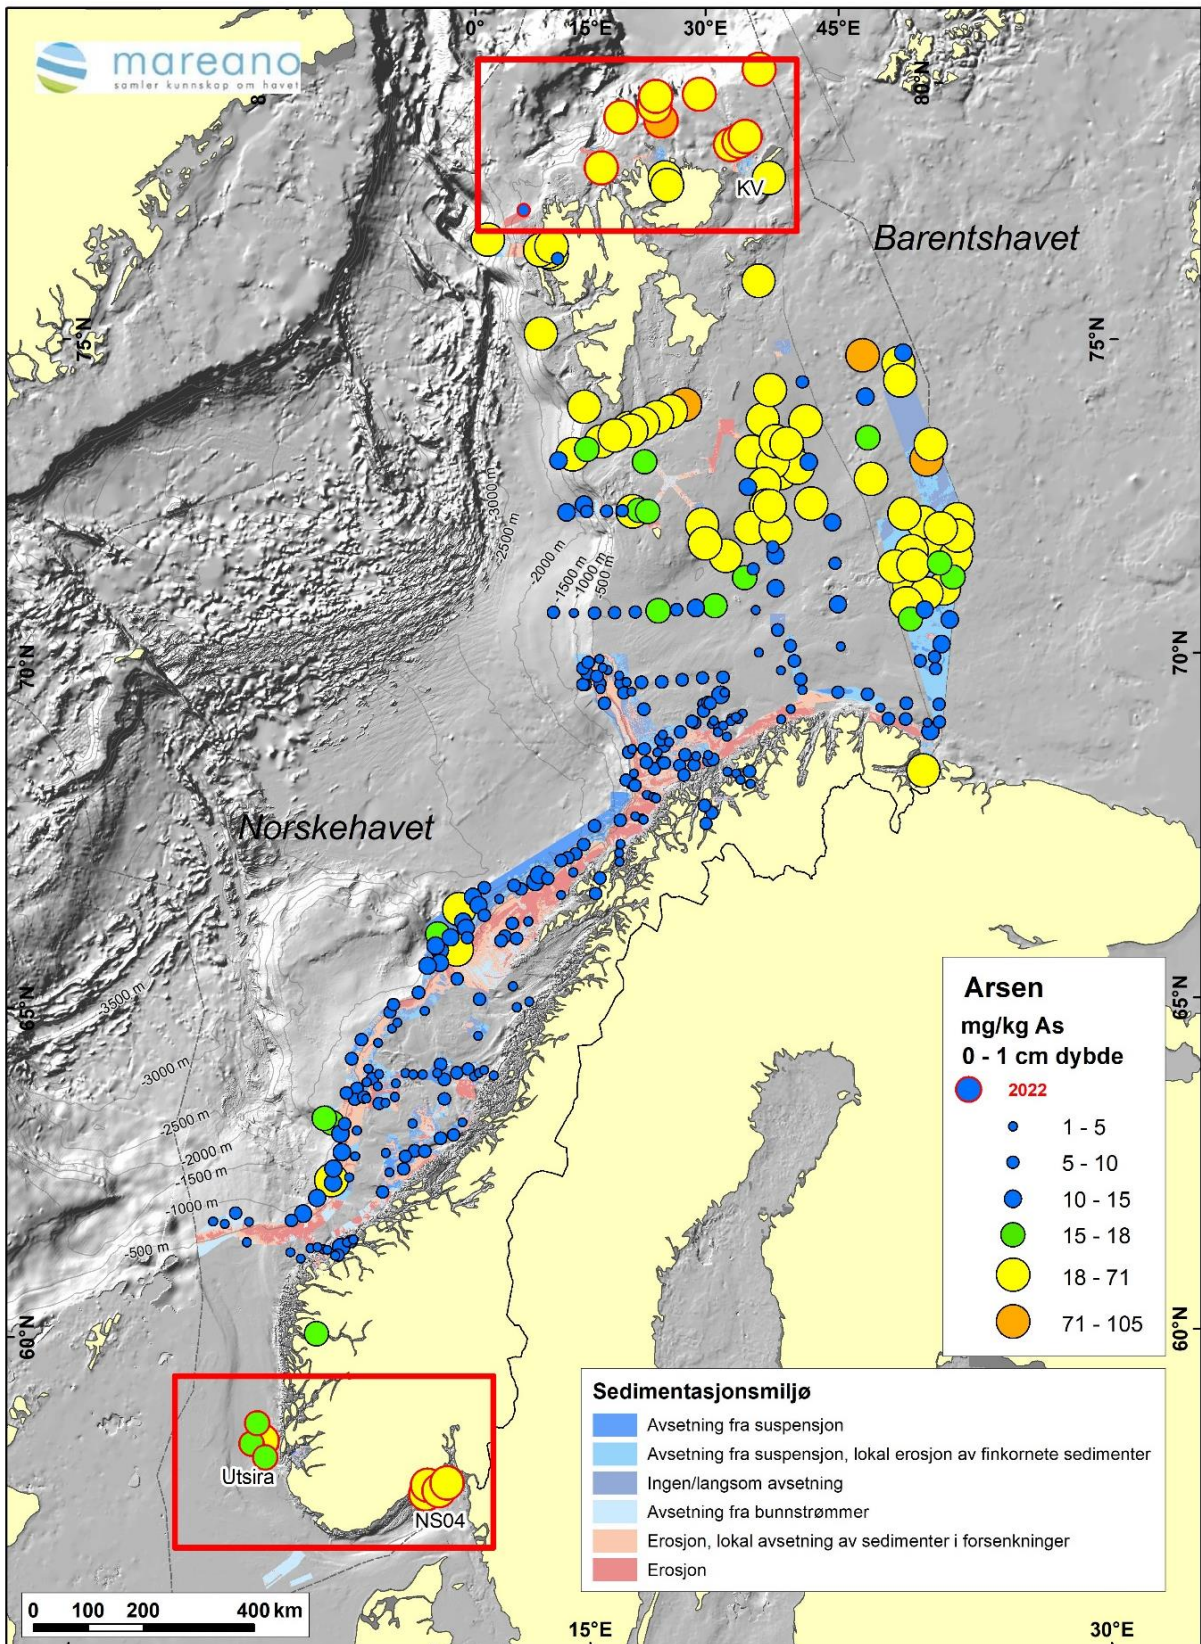 0°
15°E
30°E
45°E
mareano
samler kunnskap om havet
80°N
KV
Barentshavet
75°N
75°N
-3000 m
-2500 m
-2000 m
-1500 m
-1000 m
-500 m
70°N
70°N
Norskehavet
65°N
65°N
-3500 m
-3000 m
-2500 m
-2000 m
-1500 m
-1000 m
-500 m
Arsen
mg/kg As
0 - 1 cm dybde
2022
1 - 5
5 - 10
10 - 15
15 - 18
18 - 71
71 - 105
60°N
60°N
Utsira
NS04
Sedimentasjonsmiljø
Avsetning fra suspensjon
Avsetning fra suspensjon, lokal erosjon av finkornete sedimenter
Ingen/langsom avsetning
Avsetning fra bunnstrømmer
Erosjon, lokal avsetning av sedimenter i forsenkninger
Erosjon
0 100 200 400 km
15°E
30°E